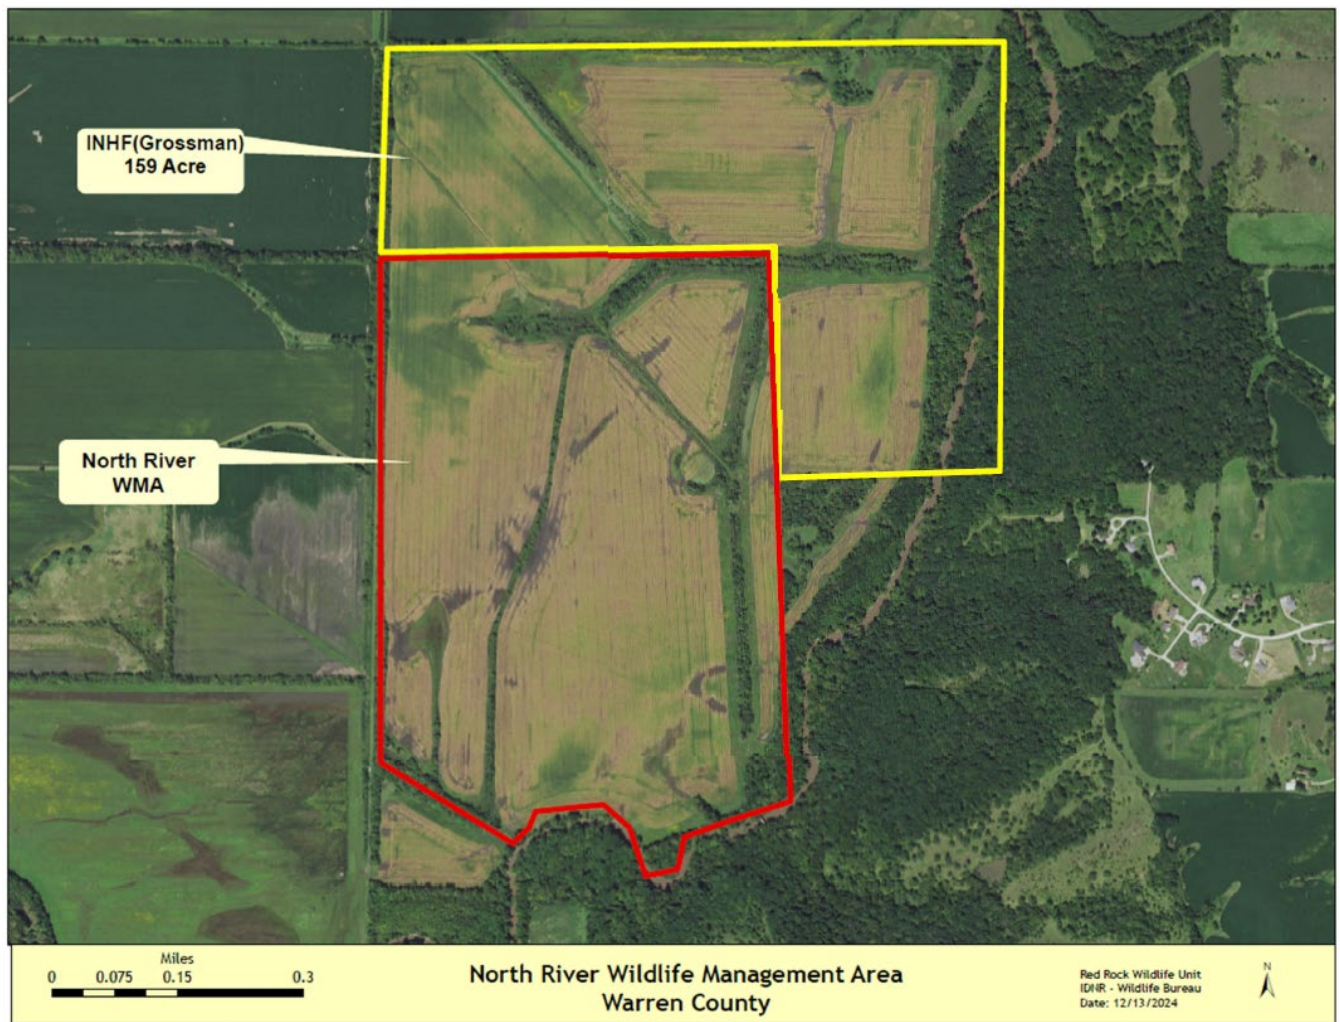 INHF(Grossman)
159 Acre
North River
WMA
Miles
0 0.075 0.15 0.3
North River Wildlife Management Area
Warren County
Red Rock Wildlife Unit
IDNR - Wildlife Bureau
Date: 12/13/2024
N